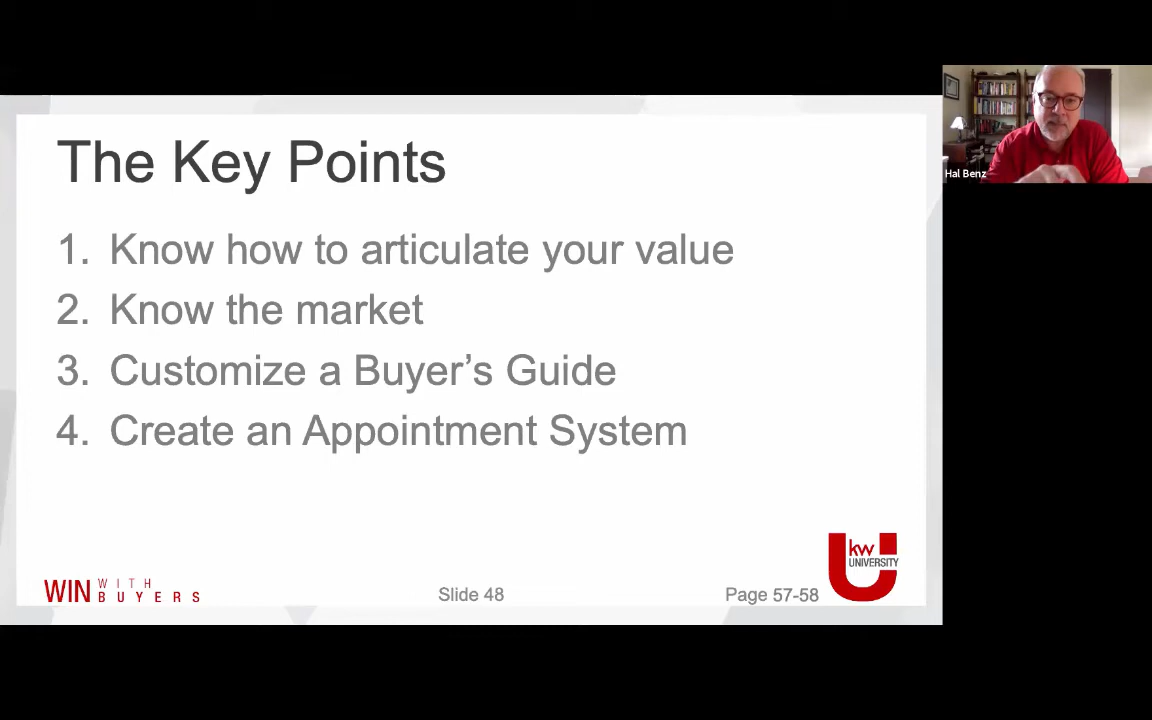 The Key Points
1. Know how to articulate your value
2. Know the market
3. Customize a Buyer’s Guide
4. Create an Appointment System
WIN WITH BUYERS
Slide 48
Page 57-58
kw
UNIVERSITY
Hal Benz